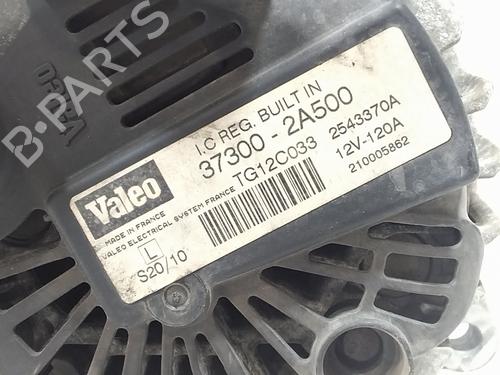 B-PARTS
VALEO
I.C REG. BUILT IN
37300 - 2A500
Valeo
TG12C033 2543370A
12V-120A
210005862
MADE IN FRANCE
VALEO ELECTRICAL SYSTEM FRANCE
L
S20/10